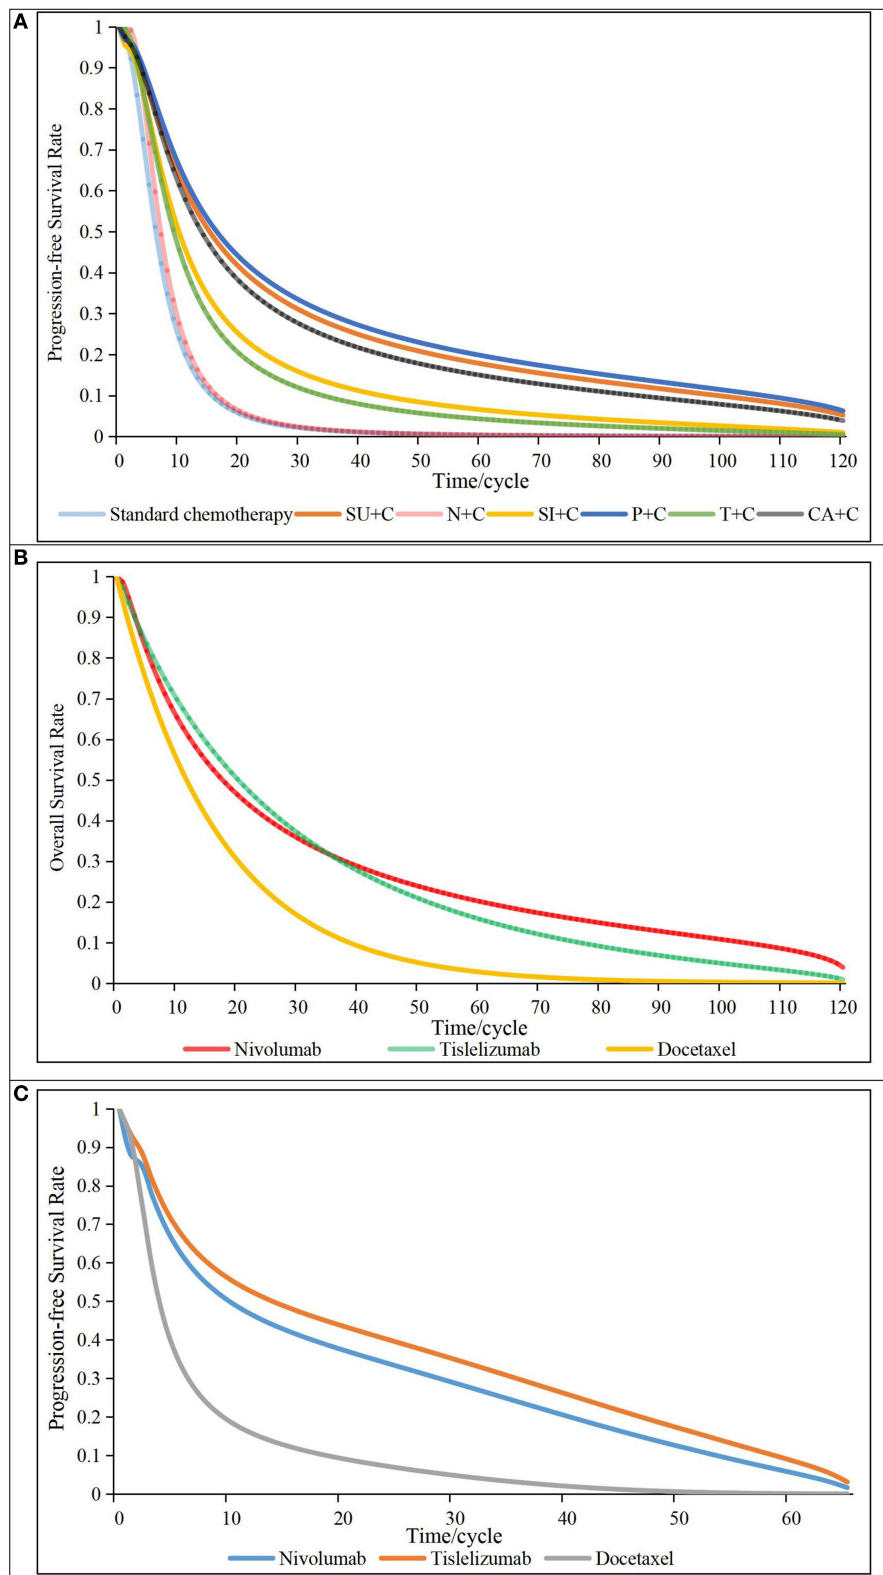 A
Progression-free Survival Rate
1
0.9
0.8
0.7
0.6
0.5
0.4
0.3
0.2
0.1
0
0 10 20 30 40 50 60 70 80 90 100 110 120
Time/cycle
Standard chemotherapy SU+C N+C SI+C P+C T+C CA+C
B
Overall Survival Rate
1
0.9
0.8
0.7
0.6
0.5
0.4
0.3
0.2
0.1
0
0 10 20 30 40 50 60 70 80 90 100 110 120
Time/cycle
Nivolumab Tislelizumab Docetaxel
C
Progression-free Survival Rate
1
0.9
0.8
0.7
0.6
0.5
0.4
0.3
0.2
0.1
0
0 10 20 30 40 50 60
Time/cycle
Nivolumab Tislelizumab Docetaxel